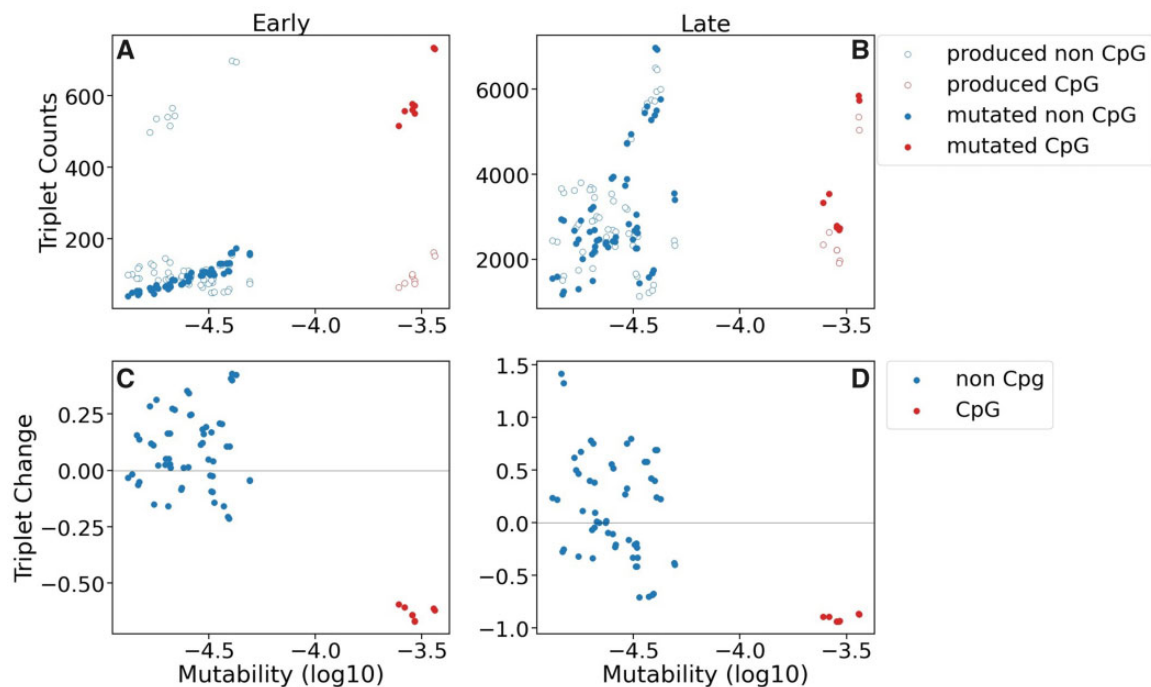 Early
Late
A
B
produced non CpG
produced CpG
mutated non CpG
mutated CpG
Triplet Counts
600
400
200
6000
4000
2000
−4.5
−4.0
−3.5
−4.5
−4.0
−3.5
C
D
non Cpg
CpG
Triplet Change
0.25
0.00
−0.25
−0.50
1.5
1.0
0.5
0.0
−0.5
−1.0
−4.5
−4.0
−3.5
−4.5
−4.0
−3.5
Mutability (log10)
Mutability (log10)